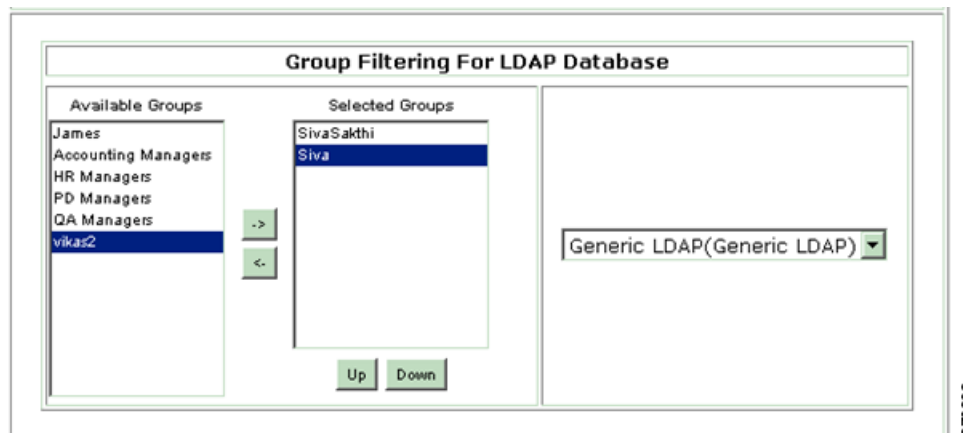 Group Filtering For LDAP Database
Available Groups
James
Accounting Managers
HR Managers
PD Managers
QA Managers
vikas2
->
<-
Selected Groups
SivaSakthi
Siva
Up Down
Generic LDAP(Generic LDAP)